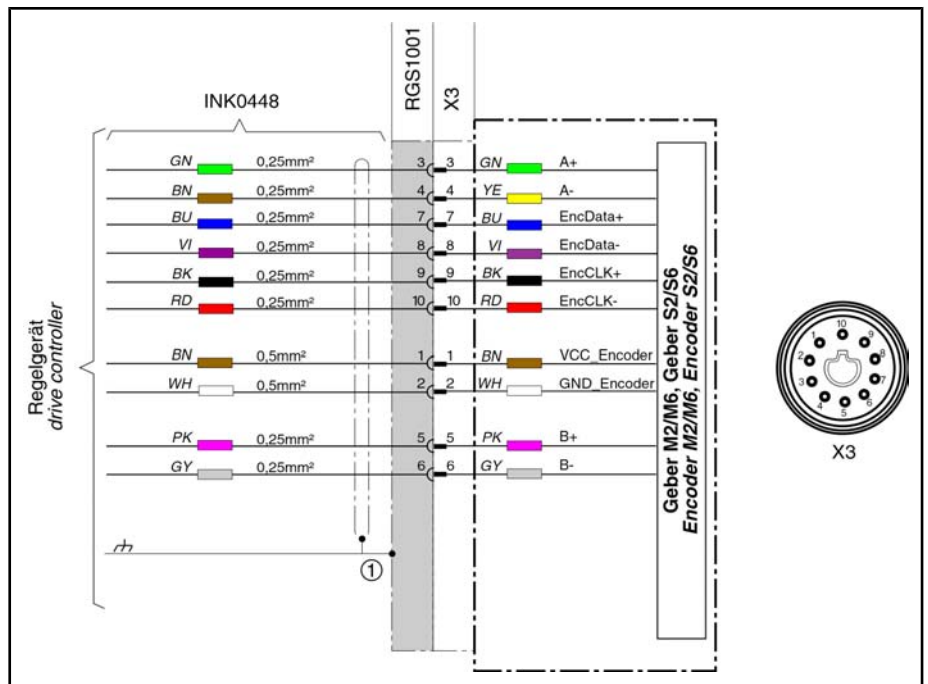 INK0448
RGS1001
X3
Regelgerät
drive controller
GN 0,25mm² 3 3 GN A+
BN 0,25mm² 4 4 YE A-
BU 0,25mm² 7 7 BU EncData+
VI 0,25mm² 8 8 VI EncData-
BK 0,25mm² 9 9 BK EncCLK+
RD 0,25mm² 10 10 RD EncCLK-
BN 0,5mm² 1 1 BN VCC_Encoder
WH 0,5mm² 2 2 WH GND_Encoder
PK 0,25mm² 5 5 PK B+
GY 0,25mm² 6 6 GY B-
①
Geber M2/M6, Geber S2/S6
Encoder M2/M6, Encoder S2/S6
1 10 9
2 8
3 7
4 5 6
X3